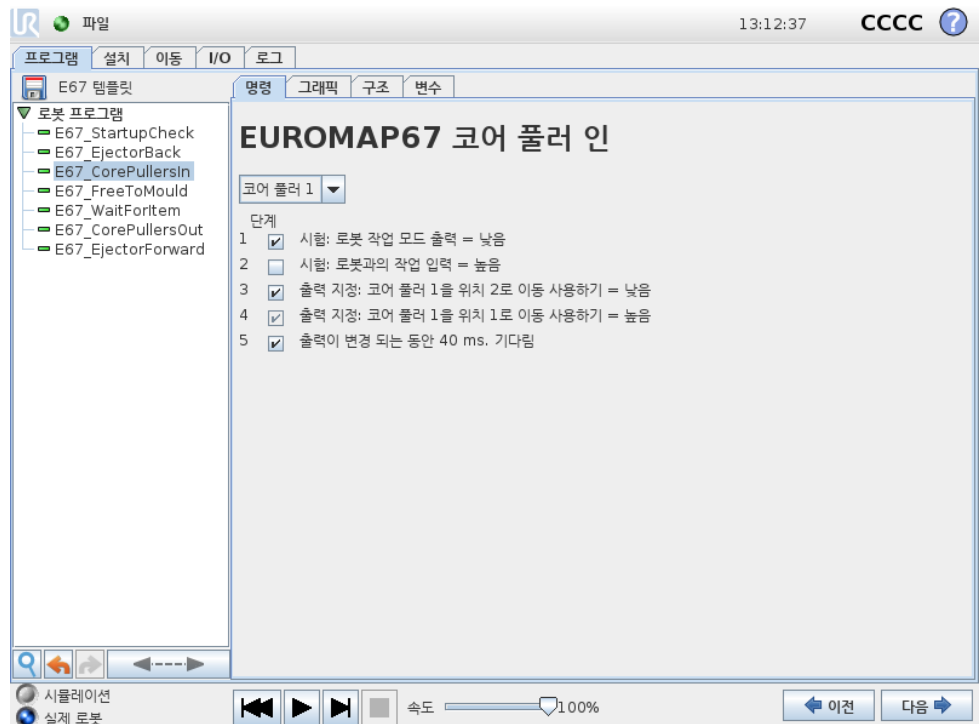 UR 파일 13:12:37 CCCC ?
프로그램 설치 이동 I/O 로그
E67 템플릿 명령 그래픽 구조 변수
로봇 프로그램
E67_StartupCheck
E67_EjectorBack
E67_CorePullersIn
E67_FreeToMould
E67_WaitForItem
E67_CorePullersOut
E67_EjectorForward
EUROMAP67 코어 풀러 인
코어 풀러 1
단계
1 시험: 로봇 작업 모드 출력 = 낮음
2 시험: 로봇과의 작업 입력 = 높음
3 출력 지정: 코어 풀러 1을 위치 2로 이동 사용하기 = 낮음
4 출력 지정: 코어 풀러 1을 위치 1로 이동 사용하기 = 높음
5 출력이 변경 되는 동안 40 ms. 기다림
시뮬레이션
실제 로봇
속도 100%
이전 다음